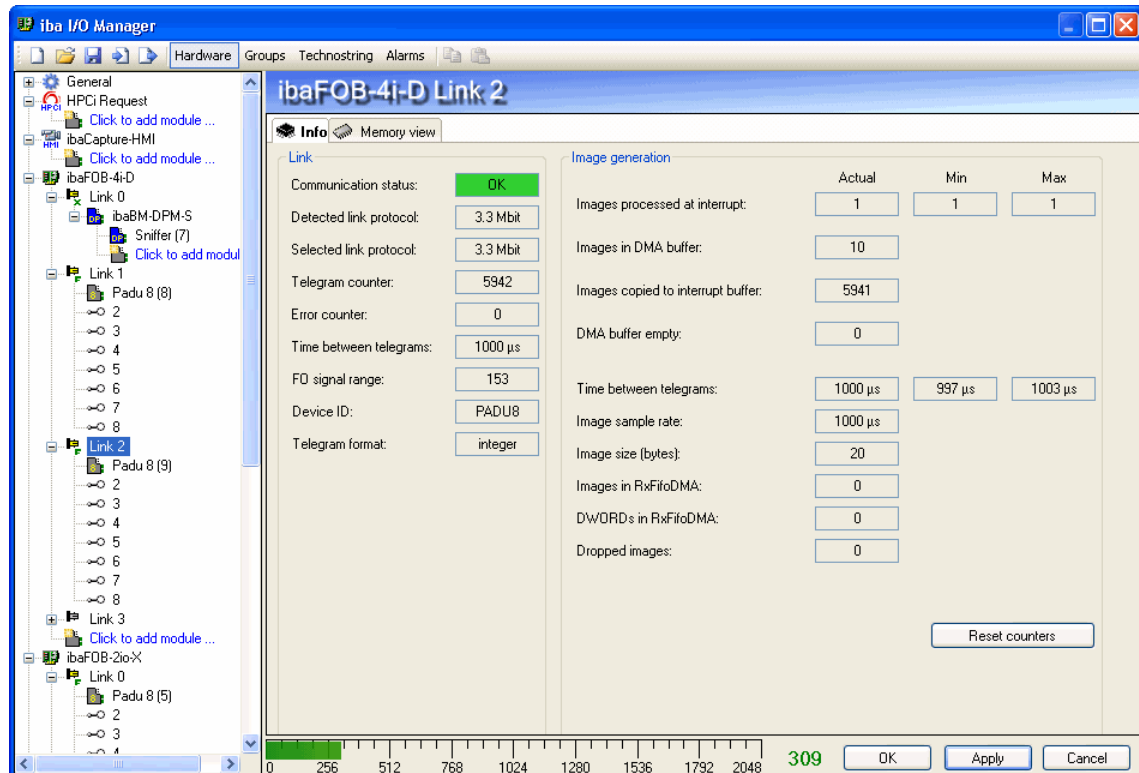 iba I/O Manager
Hardware Groups Technostring Alarms
General
HPCi Request
Click to add module ...
ibaCapture-HMI
Click to add module ...
ibaFOB-4i-D
Link 0
ibaBM-DPM-S
Sniffer (7)
Click to add modul
Link 1
Padu 8 (8)
2
3
4
5
6
7
8
Link 2
Padu 8 (9)
2
3
4
5
6
7
8
Link 3
Click to add module ...
ibaFOB-2io-X
Link 0
Padu 8 (5)
2
3
ibaFOB-4i-D Link 2
Info Memory view
Link
Communication status: OK
Detected link protocol: 3.3 Mbit
Selected link protocol: 3.3 Mbit
Telegram counter: 5942
Error counter: 0
Time between telegrams: 1000 µs
FO signal range: 153
Device ID: PADU8
Telegram format: integer
Image generation
Actual Min Max
Images processed at interrupt: 1 1 1
Images in DMA buffer: 10
Images copied to interrupt buffer: 5941
DMA buffer empty: 0
Time between telegrams: 1000 µs 997 µs 1003 µs
Image sample rate: 1000 µs
Image size (bytes): 20
Images in RxFifoDMA: 0
DWORDs in RxFifoDMA: 0
Dropped images: 0
Reset counters
0 256 512 768 1024 1280 1536 1792 2048
309
OK Apply Cancel